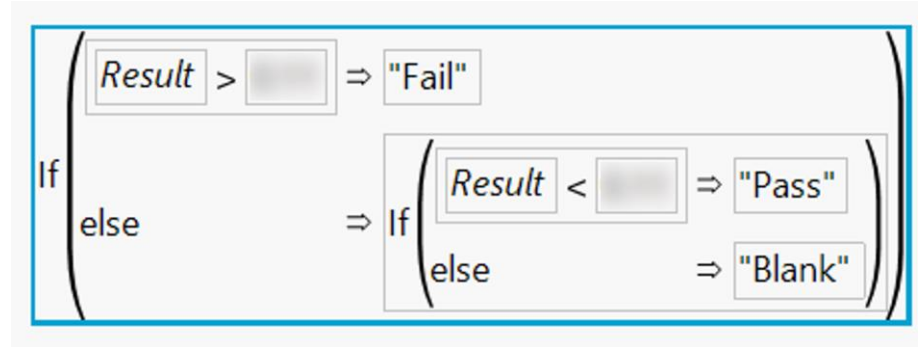 Result > ⇒ "Fail"
If
else ⇒ If
Result < ⇒ "Pass"
else ⇒ "Blank"